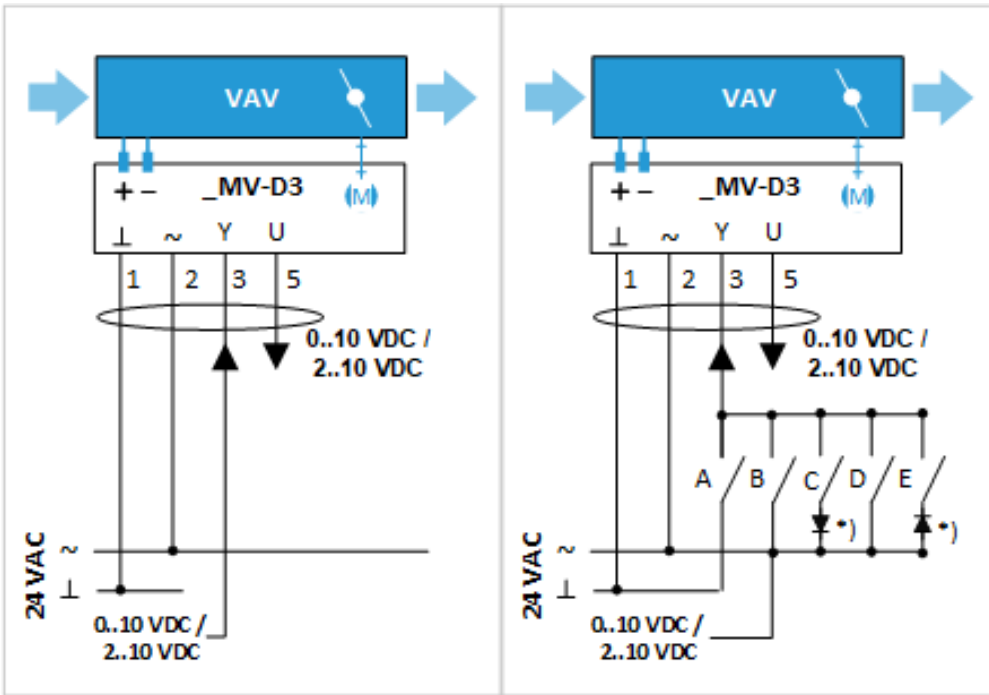 VAV
+ − _MV-D3 (M)
⊥ ~ Y U
1 2 3 5
0..10 VDC /
2..10 VDC
24 VAC
~
⊥
0..10 VDC /
2..10 VDC
VAV
+ − _MV-D3 (M)
⊥ ~ Y U
1 2 3 5
0..10 VDC /
2..10 VDC
A B C D E
*) *)
24 VAC
~
⊥
0..10 VDC /
2..10 VDC